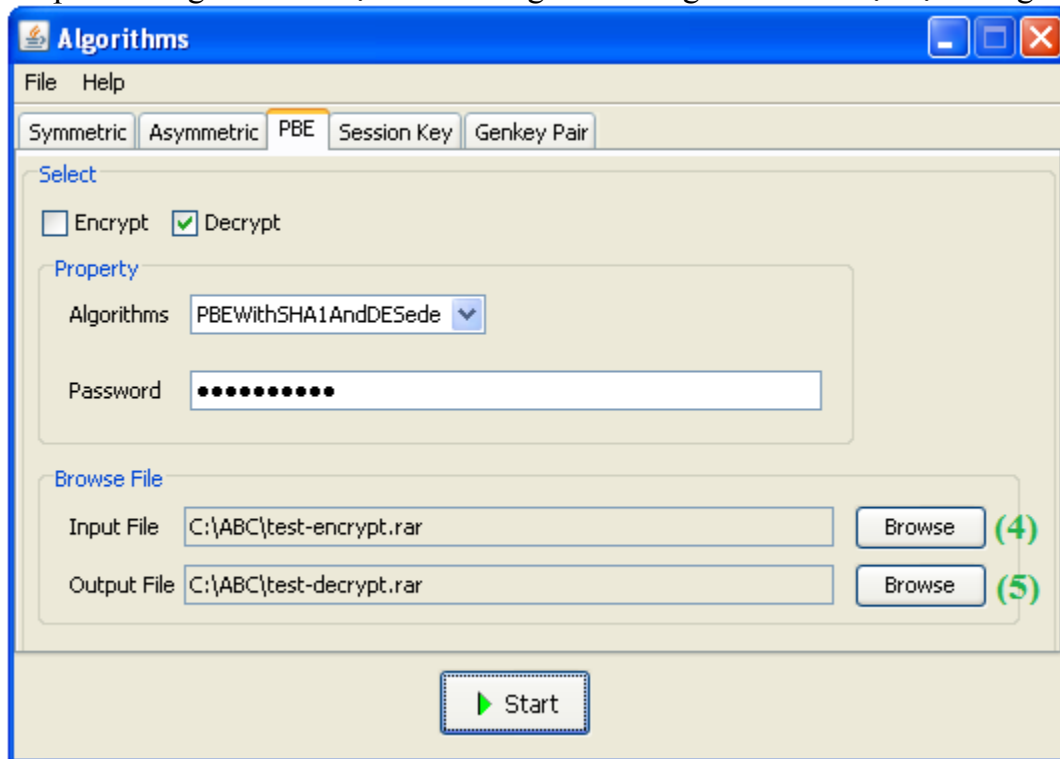 Algorithms
File Help
Symmetric Asymmetric PBE Session Key Genkey Pair
Select
Encrypt Decrypt
Property
Algorithms PBEWithSHA1AndDESede
Password ••••••••••
Browse File
Input File C:\ABC\test-encrypt.rar Browse (4)
Output File C:\ABC\test-decrypt.rar Browse (5)
Start